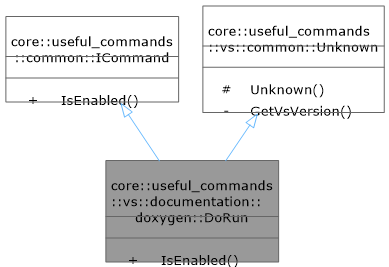 core::useful_commands
::common::ICommand
+ IsEnabled()
core::useful_commands
::vs::common::Unknown
# Unknown()
- GetVsVersion()
core::useful_commands
::vs::documentation::
doxygen::DoRun
+ IsEnabled()